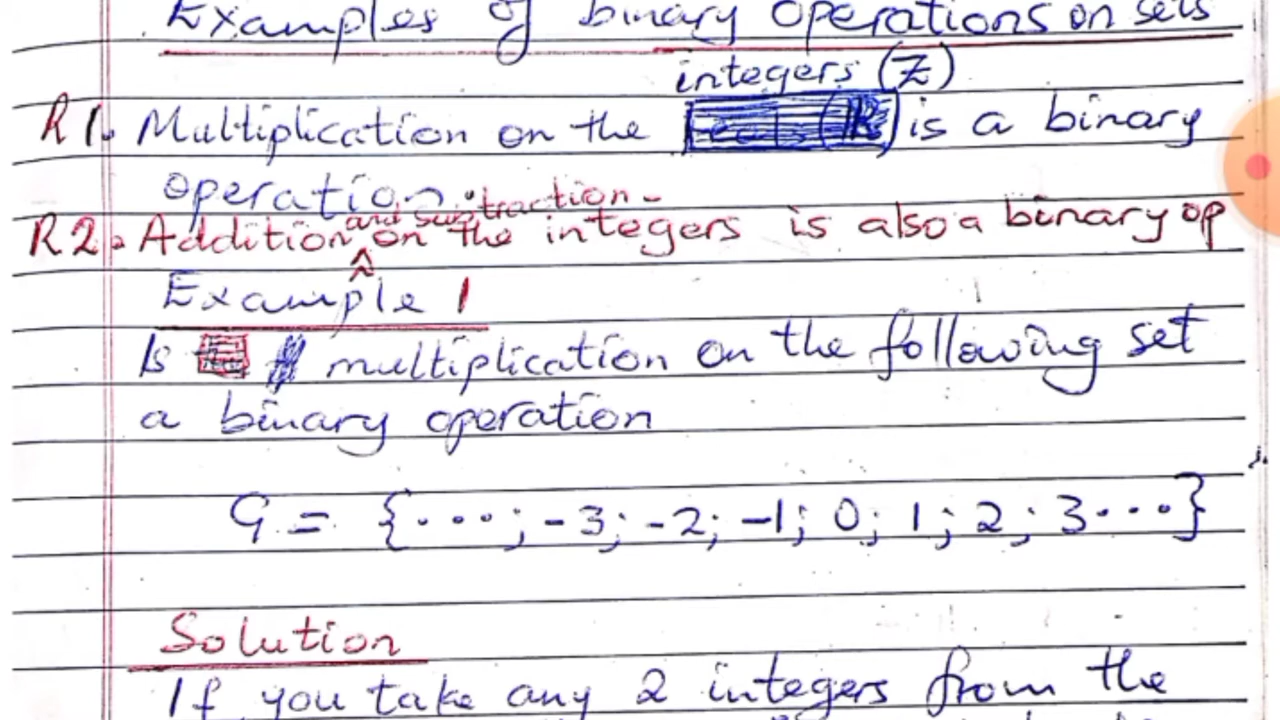 Examples of binary operations on sets
integers (Z)
R1. Multiplication on the is a binary
operation
and subtraction.
R2. Addition on the integers is also a binary op
Example 1
Is multiplication on the following set
a binary operation
G = {...; -3; -2; -1; 0; 1; 2; 3...}
Solution
If you take any 2 integers from the